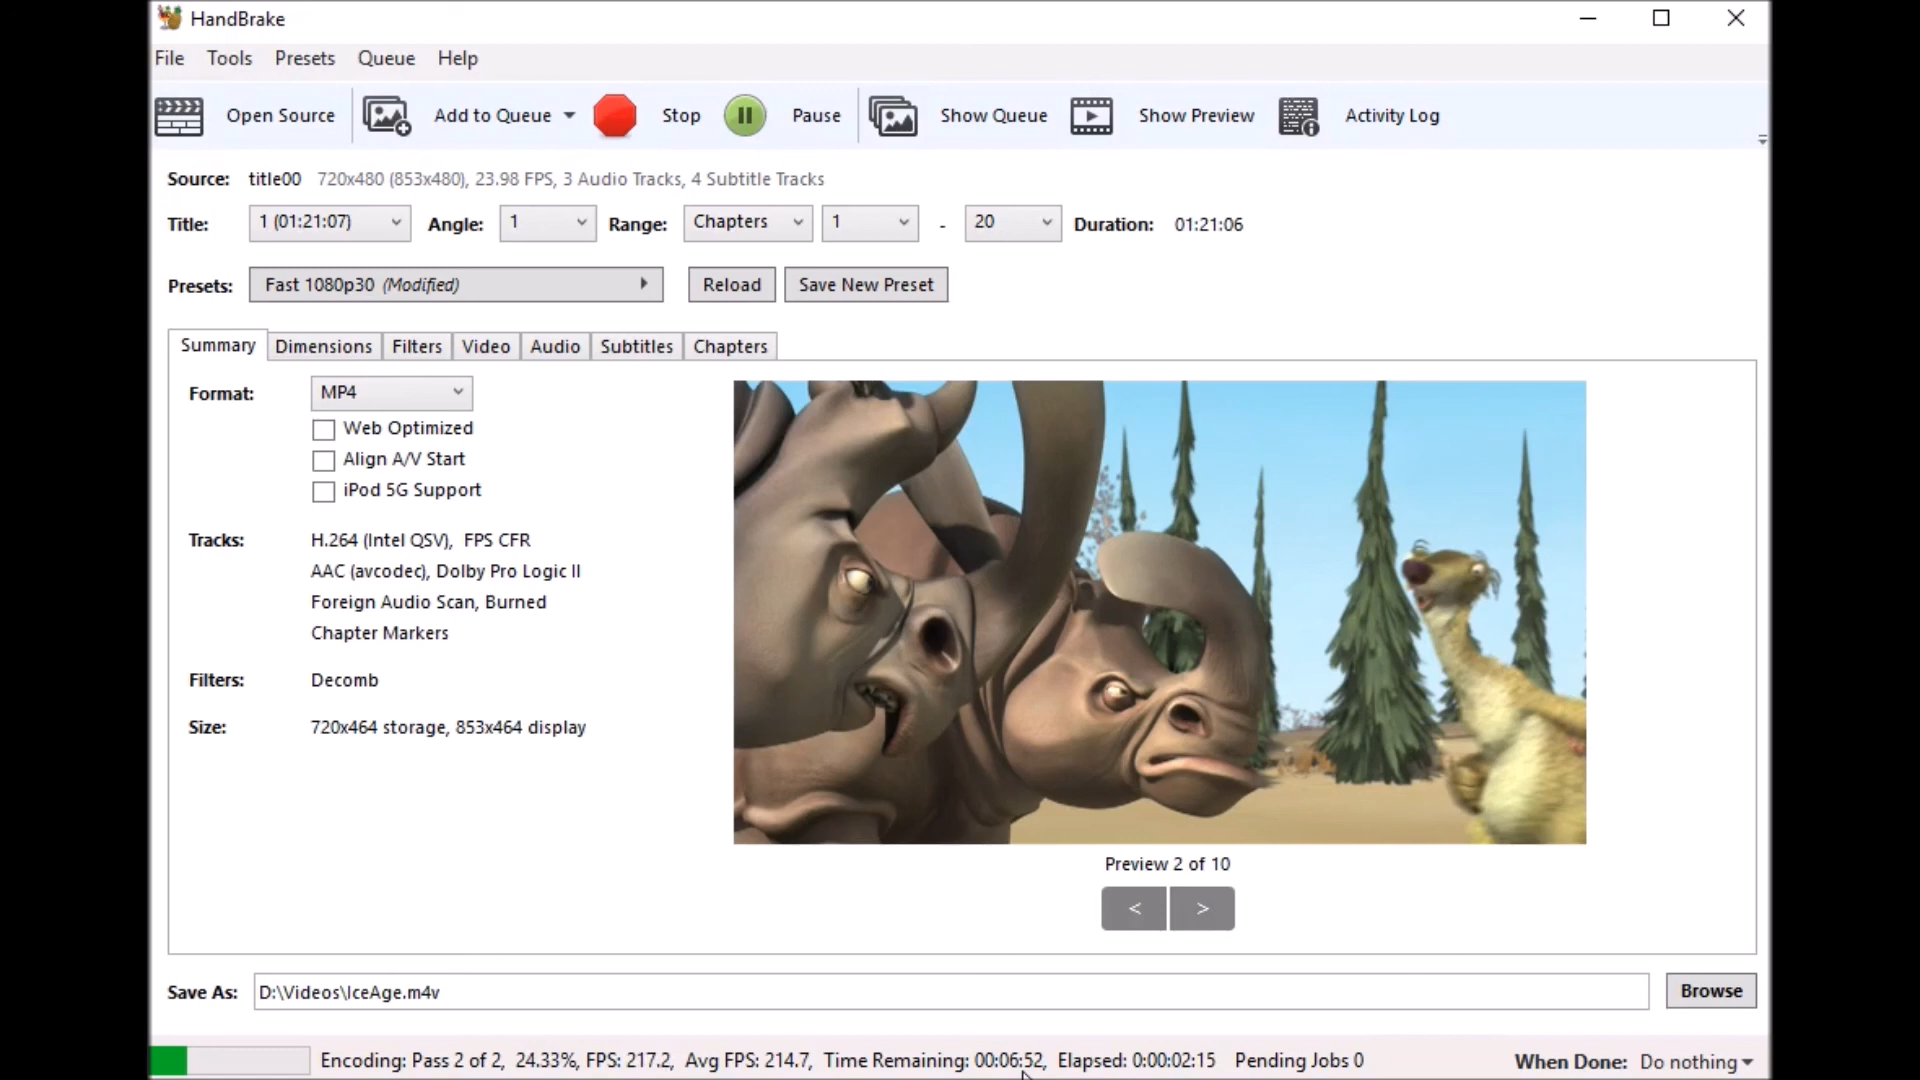 HandBrake
File Tools Presets Queue Help
Open Source Add to Queue Stop Pause Show Queue Show Preview Activity Log
Source: title00 720x480 (853x480), 23.98 FPS, 3 Audio Tracks, 4 Subtitle Tracks
Title: 1 (01:21:07) Angle: 1 Range: Chapters 1 - 20 Duration: 01:21:06
Presets: Fast 1080p30 (Modified) Reload Save New Preset
Summary Dimensions Filters Video Audio Subtitles Chapters
Format: MP4
Web Optimized
Align A/V Start
iPod 5G Support
Tracks: H.264 (Intel QSV), FPS CFR
AAC (avcodec), Dolby Pro Logic II
Foreign Audio Scan, Burned
Chapter Markers
Filters: Decomb
Size: 720x464 storage, 853x464 display
Preview 2 of 10
< >
Save As: D:\Videos\IceAge.m4v Browse
Encoding: Pass 2 of 2, 24.33%, FPS: 217.2, Avg FPS: 214.7, Time Remaining: 00:06:52, Elapsed: 0:00:02:15 Pending Jobs 0 When Done: Do nothing